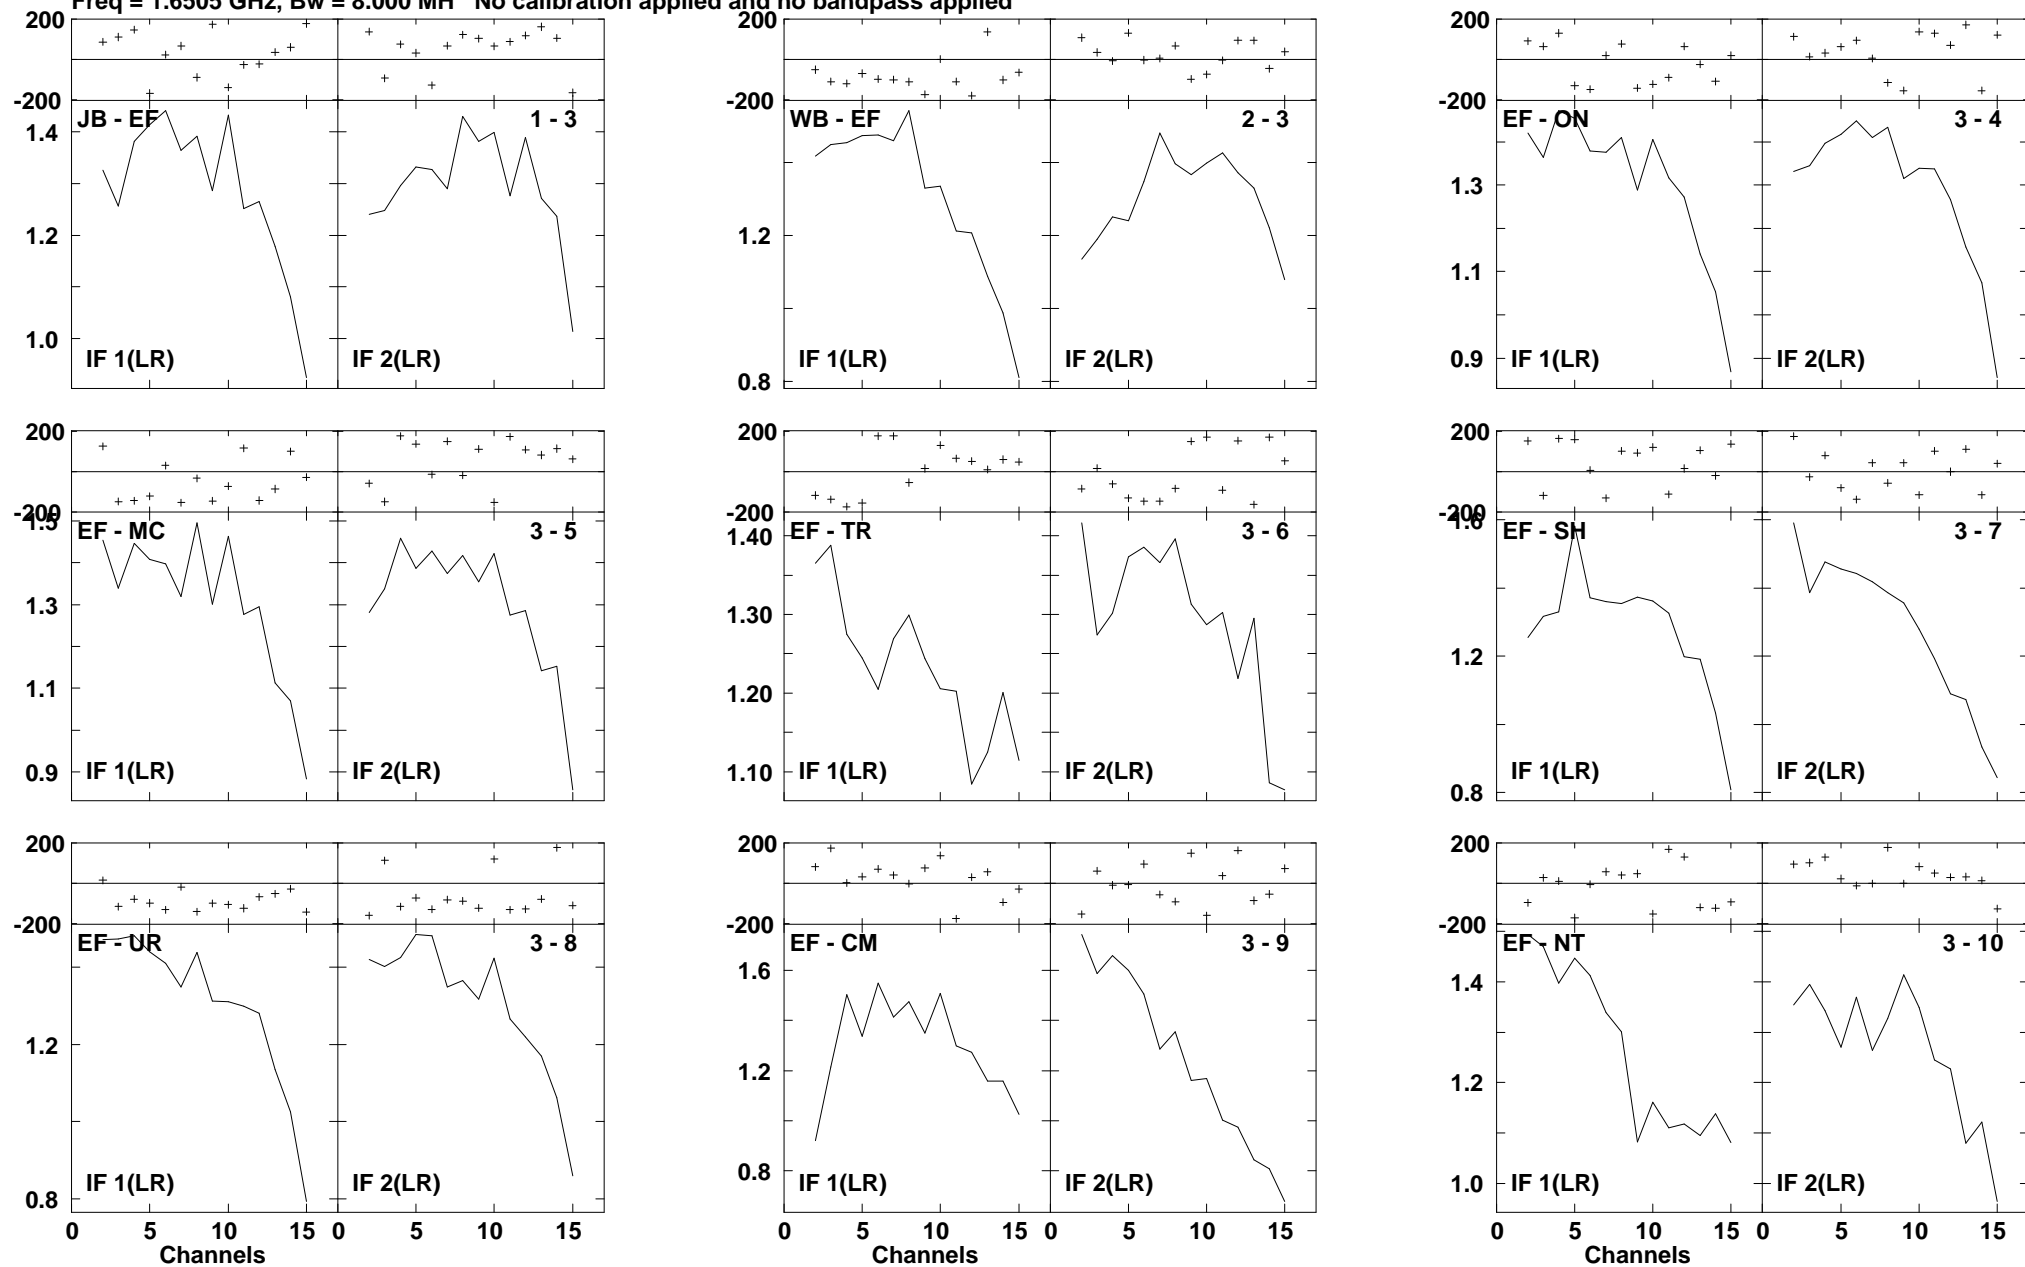 Freq = 1.6505 GHz, Bw = 8.000 MH No calibration applied and no bandpass applied
200 200 200
-200 -200 -200
JB - EF 1 - 3 WB - EF 2 - 3 EF - ON 3 - 4
1.4
1.3
1.2 1.2
1.1
1.0
0.9
0.8
IF 1(LR) IF 2(LR) IF 1(LR) IF 2(LR) IF 1(LR) IF 2(LR)
200 200 200
-200 -200 -200
1.5 1.6
EF - MC 3 - 5 EF - TR 3 - 6 EF - SH 3 - 7
1.40
1.3 1.30
1.2
1.1 1.20
0.9 1.10 0.8
IF 1(LR) IF 2(LR) IF 1(LR) IF 2(LR) IF 1(LR) IF 2(LR)
200 200 200
-200 -200 -200
EF - UR 3 - 8 EF - CM 3 - 9 EF - NT 3 - 10
1.6 1.4
1.2 1.2 1.2
0.8 0.8 1.0
IF 1(LR) IF 2(LR) IF 1(LR) IF 2(LR) IF 1(LR) IF 2(LR)
0 5 10 15 0 5 10 15 0 5 10 15 0 5 10 15 0 5 10 15 0 5 10 15
Channels Channels Channels